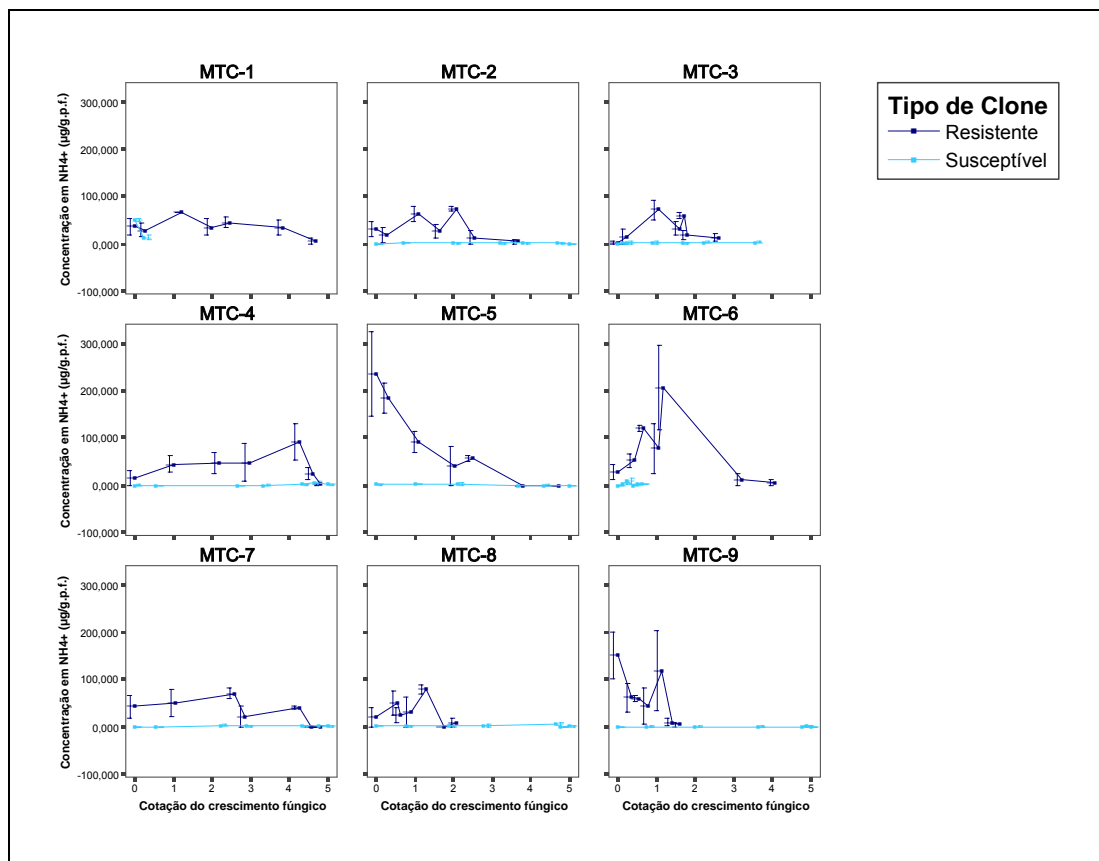 MTC-1 MTC-2 MTC-3
Concentração em NH4+ (µg/g.p.f.)
300,000
200,000
100,000
0,000
-100,000
Tipo de Clone
Resistente
Susceptível
MTC-4 MTC-5 MTC-6
Concentração em NH4+ (µg/g.p.f.)
300,000
200,000
100,000
0,000
-100,000
MTC-7 MTC-8 MTC-9
Concentração em NH4+ (µg/g.p.f.)
300,000
200,000
100,000
0,000
-100,000
0 1 2 3 4 5 0 1 2 3 4 5 0 1 2 3 4 5
Cotação do crescimento fúngico Cotação do crescimento fúngico Cotação do crescimento fúngico